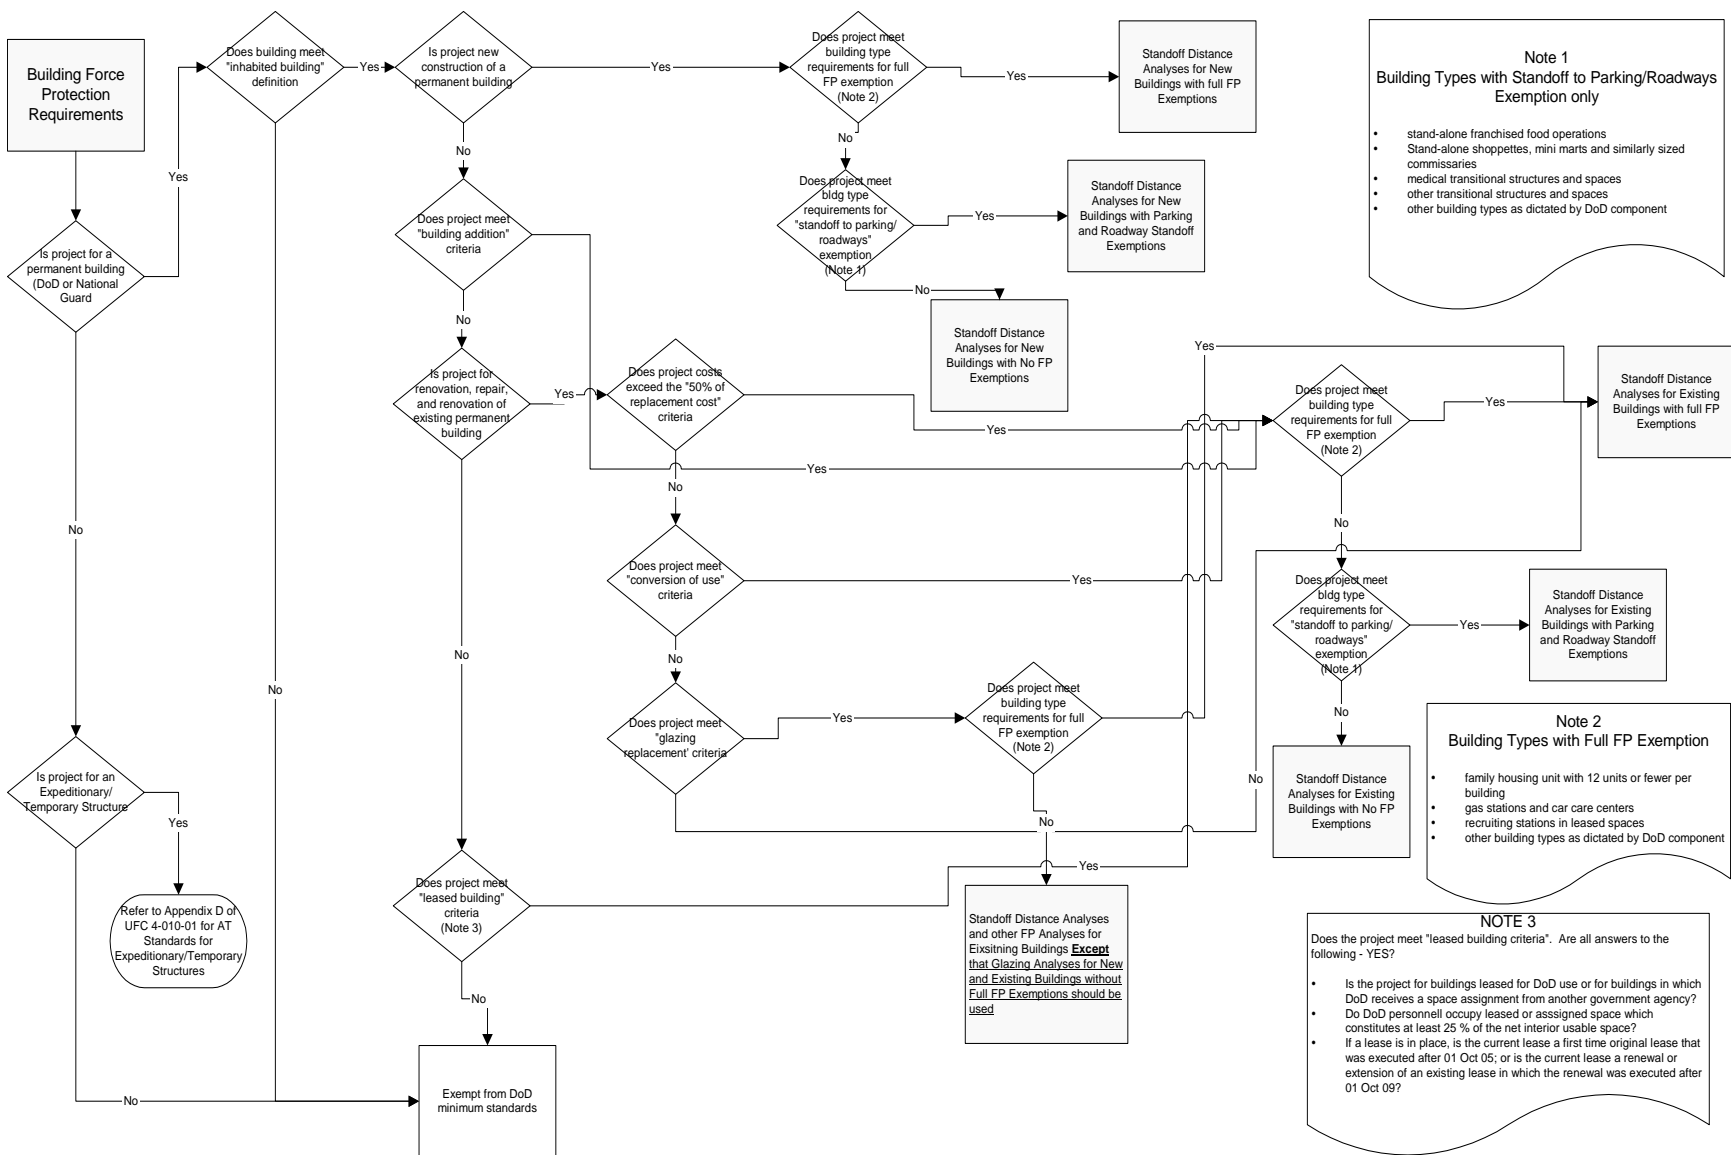 Building Force
Protection
Requirements
Yes
Is project for a
permanent building
(DoD or National
Guard
No
Is project for an
Expeditionary/
Temporary Structure
Yes
Refer to Appendix D of
UFC 4-010-01 for AT
Standards for
Expeditionary/Temporary
Structures
No
Does building meet
"inhabited building"
definition
Yes
No
Is project new
construction of a
permanent building
Yes
No
Does project meet
"building addition"
criteria
Yes
No
Is project for
renovation, repair,
and renovation of
existing permanent
building
Yes
No
Does project meet
"leased building"
criteria
(Note 3)
Yes
No
Exempt from DoD
minimum standards
Does project costs
exceed the "50% of
replacement cost"
criteria
Yes
No
Does project meet
"conversion of use"
criteria
Yes
No
Does project meet
"glazing
replacement' criteria
Yes
No
Does project meet
building type
requirements for full
FP exemption
(Note 2)
Yes
No
Standoff Distance Analyses
and other FP Analyses for
Eixsitning Buildings Except
that Glazing Analyses for New
and Existing Buildings without
Full FP Exemptions should be
used
Does project meet
building type
requirements for full
FP exemption
(Note 2)
Yes
Standoff Distance
Analyses for New
Buildings with full FP
Exemptions
No
Does project meet
bldg type
requirements for
"standoff to parking/
roadways"
exemption
(Note 1)
Yes
Standoff Distance
Analyses for New
Buildings with Parking
and Roadway Standoff
Exemptions
No
Standoff Distance
Analyses for New
Buildings with No FP
Exemptions
Does project meet
building type
requirements for full
FP exemption
(Note 2)
Yes
Standoff Distance
Analyses for Existing
Buildings with full FP
Exemptions
No
Does project meet
bldg type
requirements for
"standoff to parking/
roadways"
exemption
(Note 1)
Yes
Standoff Distance
Analyses for Existing
Buildings with Parking
and Roadway Standoff
Exemptions
No
Standoff Distance
Analyses for Existing
Buildings with No FP
Exemptions
Note 1
Building Types with Standoff to Parking/Roadways
Exemption only
• stand-alone franchised food operations
• Stand-alone shoppettes, mini marts and similarly sized
commissaries
• medical transitional structures and spaces
• other transitional structures and spaces
• other building types as dictated by DoD component
Note 2
Building Types with Full FP Exemption
• family housing unit with 12 units or fewer per
building
• gas stations and car care centers
• recruiting stations in leased spaces
• other building types as dictated by DoD component
NOTE 3
Does the project meet "leased building criteria". Are all answers to the
following - YES?
• Is the project for buildings leased for DoD use or for buildings in which
DoD receives a space assignment from another government agency?
• Do DoD personnell occupy leased or asssigned space which
constitutes at least 25 % of the net interior usable space?
• If a lease is in place, is the current lease a first time original lease that
was executed after 01 Oct 05; or is the current lease a renewal or
extension of an existing lease in which the renewal was executed after
01 Oct 09?